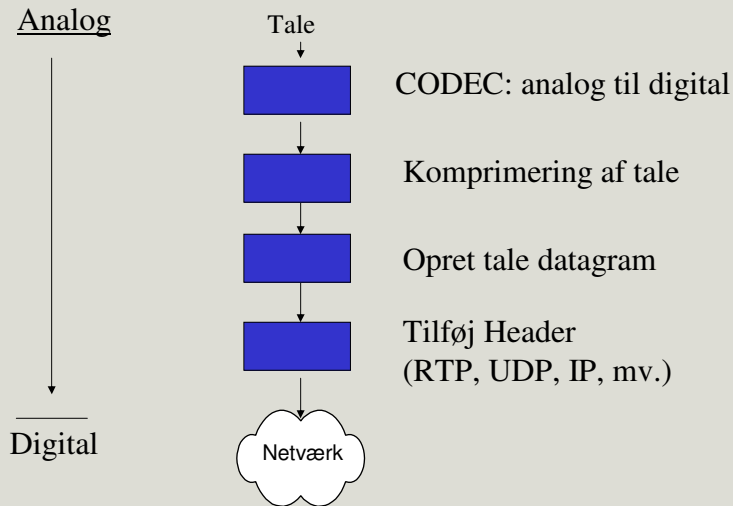 Analog
Tale
CODEC: analog til digital
Komprimering af tale
Opret tale datagram
Tilføj Header
(RTP, UDP, IP, mv.)
Digital
Netværk